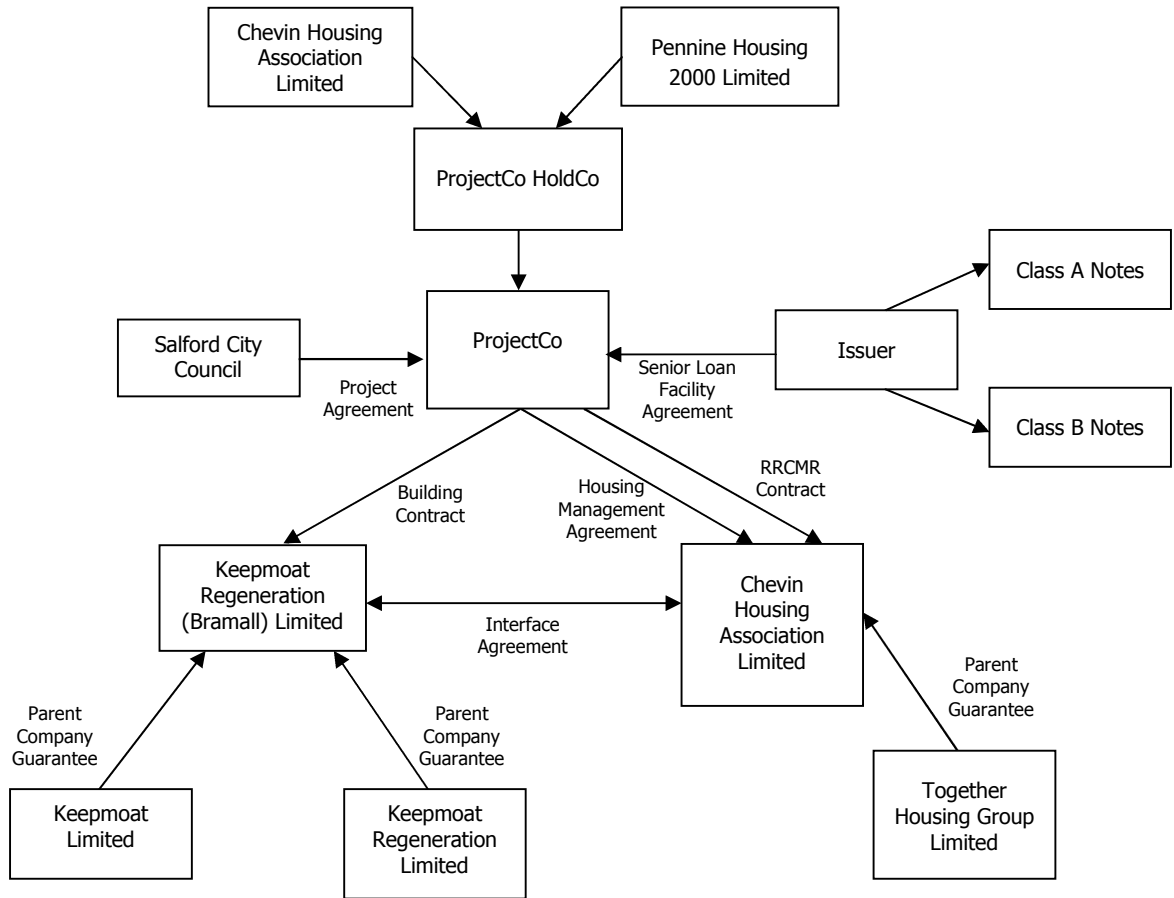 Chevin Housing
Association
Limited
Pennine Housing
2000 Limited
ProjectCo HoldCo
Class A Notes
ProjectCo
Salford City
Council
Issuer
Senior Loan
Facility
Agreement
Project
Agreement
Class B Notes
RRCMR
Contract
Building
Contract
Housing
Management
Agreement
Keepmoat
Regeneration
(Bramall) Limited
Chevin
Housing
Association
Limited
Interface
Agreement
Parent
Company
Guarantee
Parent
Company
Guarantee
Parent
Company
Guarantee
Keepmoat
Limited
Keepmoat
Regeneration
Limited
Together
Housing Group
Limited